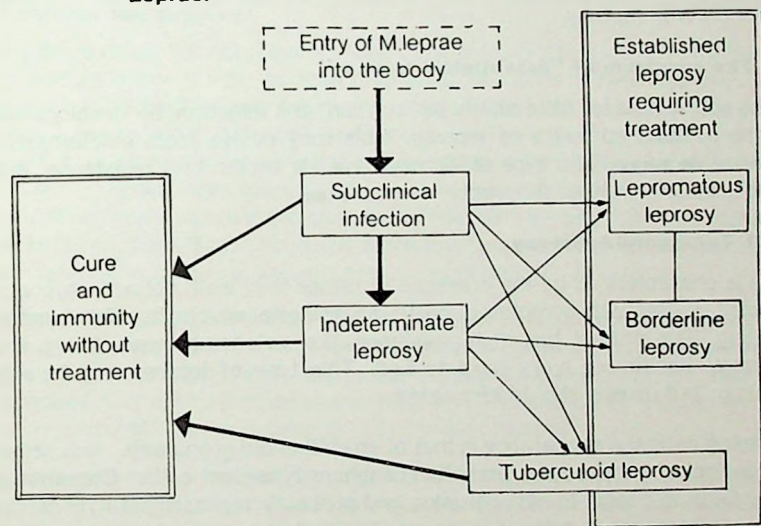 Entry of M.leprae
into the body
Established
leprosy
requiring
treatment
Subclinical
infection
Lepromatous
leprosy
Cure
and
immunity
without
treatment
Indeterminate
leprosy
Borderline
leprosy
Tuberculoid leprosy